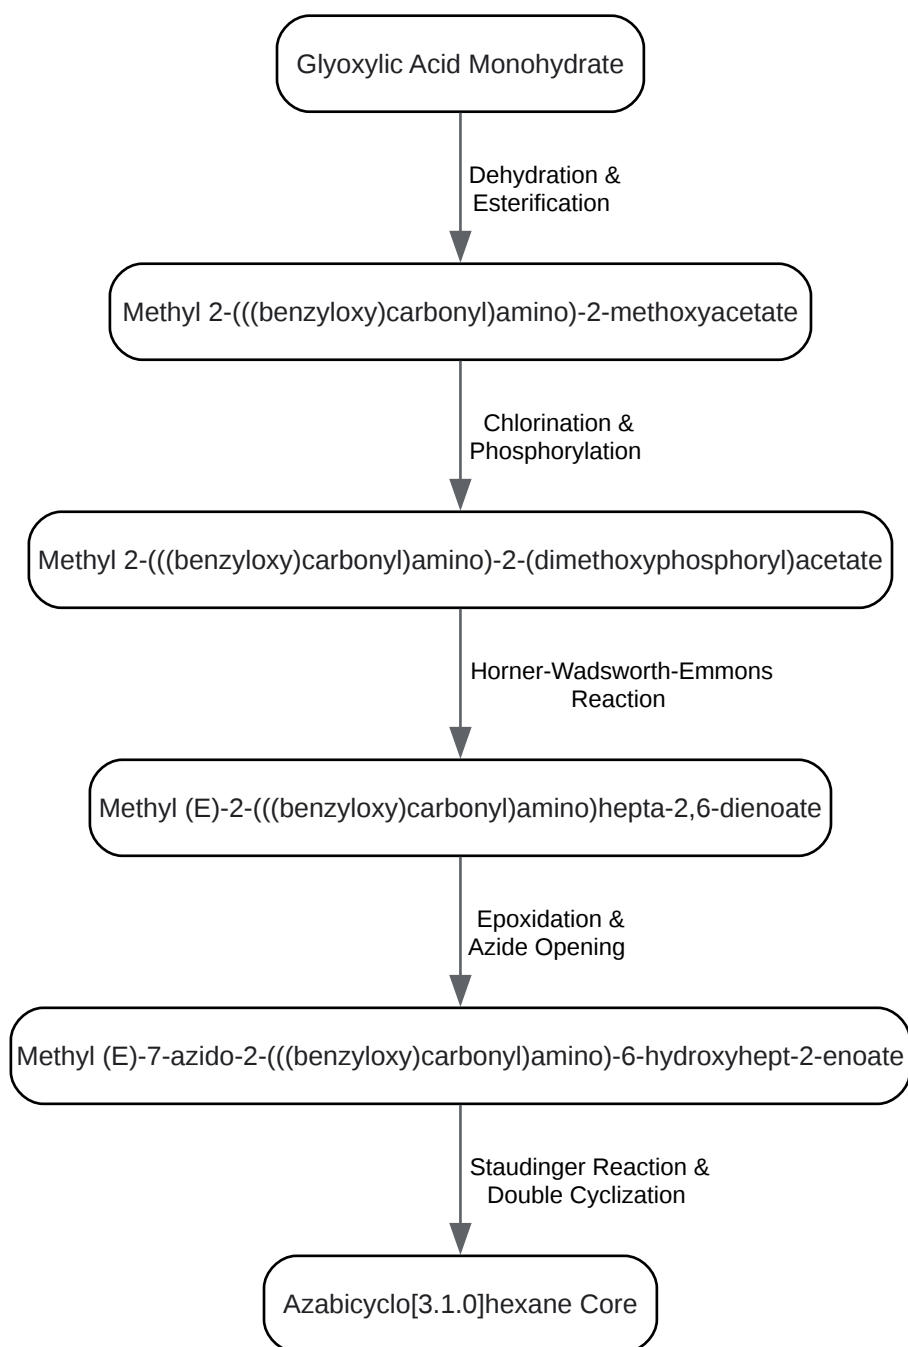 Glyoxylic Acid Monohydrate
Dehydration &
Esterification
Methyl 2-(((benzyloxy)carbonyl)amino)-2-methoxyacetate
Chlorination &
Phosphorylation
Methyl 2-(((benzyloxy)carbonyl)amino)-2-(dimethoxyphosphoryl)acetate
Horner-Wadsworth-Emmons
Reaction
Methyl (E)-2-(((benzyloxy)carbonyl)amino)hepta-2,6-dienoate
Epoxidation &
Azide Opening
Methyl (E)-7-azido-2-(((benzyloxy)carbonyl)amino)-6-hydroxyhept-2-enoate
Staudinger Reaction &
Double Cyclization
Azabicyclo[3.1.0]hexane Core